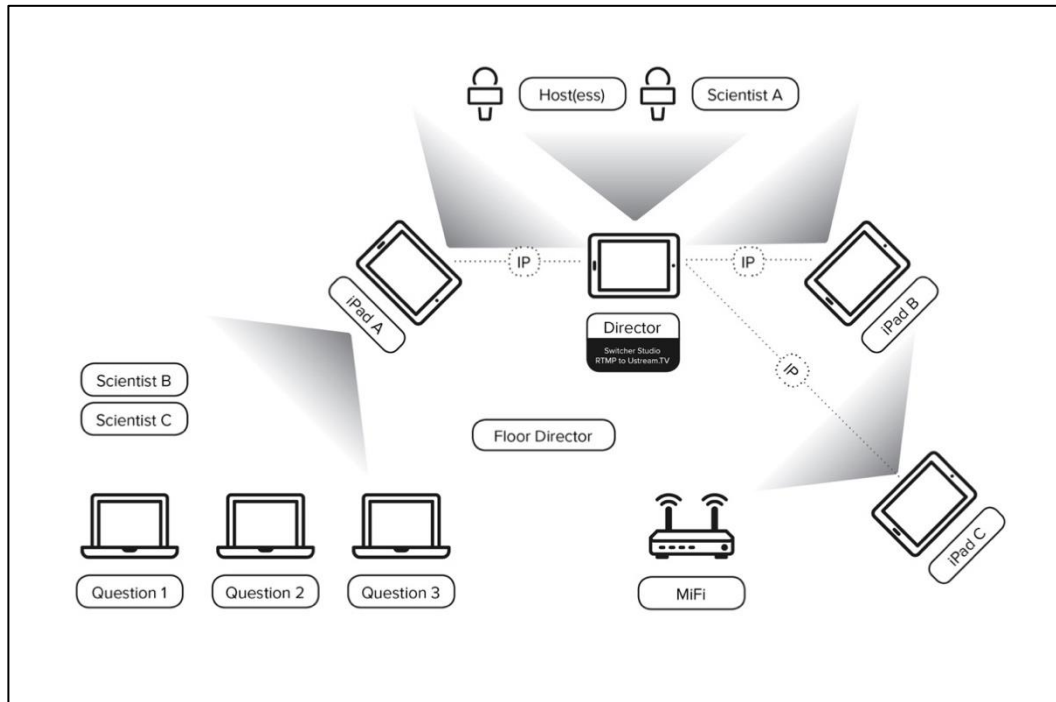 Host(ess)
Scientist A
IP
IP
iPad A
iPad B
Director
Switcher Studio
RTMP to Ustream.TV
IP
Scientist B
Scientist C
Floor Director
iPad C
Question 1
Question 2
Question 3
MiFi